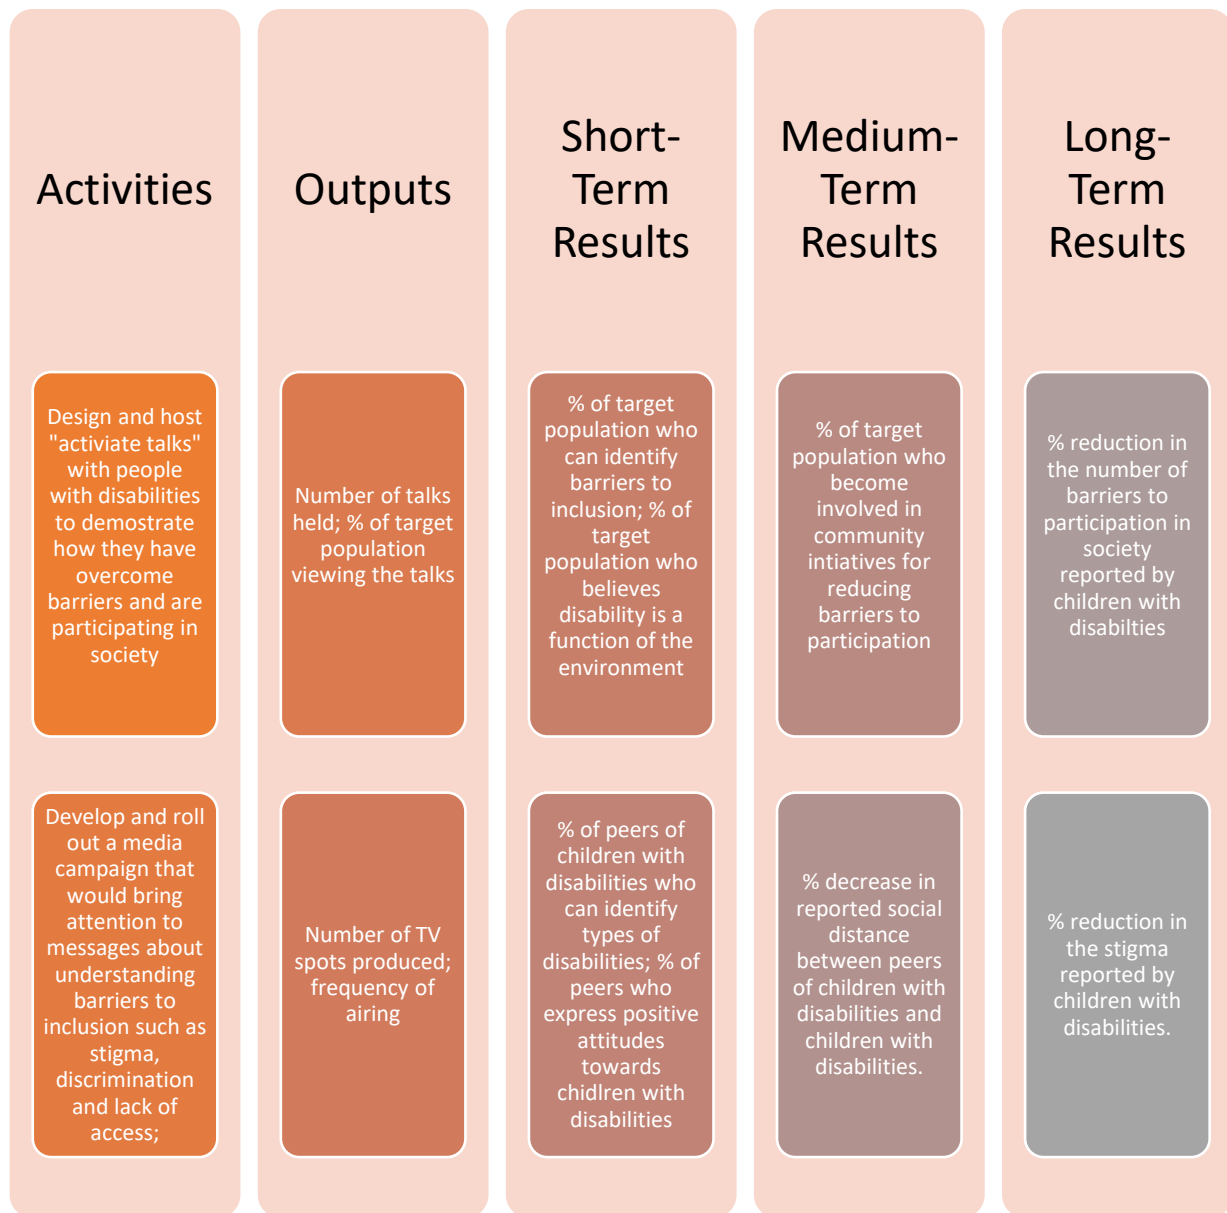 Activities
Outputs
Short-
Term
Results
Medium-
Term
Results
Long-
Term
Results
Design and host
"activiate talks"
with people
with disabilities
to demostrate
how they have
overcome
barriers and are
participating in
society
Number of talks
held; % of target
population
viewing the talks
% of target
population who
can identify
barriers to
inclusion; % of
target
population who
believes
disability is a
function of the
environment
% of target
population who
become
involved in
community
intiatives for
reducing
barriers to
participation
% reduction in
the number of
barriers to
participation in
society
reported by
children with
disabilties
Develop and roll
out a media
campaign that
would bring
attention to
messages about
understanding
barriers to
inclusion such as
stigma,
discrimination
and lack of
access;
Number of TV
spots produced;
frequency of
airing
% of peers of
children with
disabilities who
can identify
types of
disabilities; % of
peers who
express positive
attitudes
towards
chidlren with
disabilities
% decrease in
reported social
distance
between peers
of children with
disabilities and
children with
disabilities.
% reduction in
the stigma
reported by
children with
disabilities.